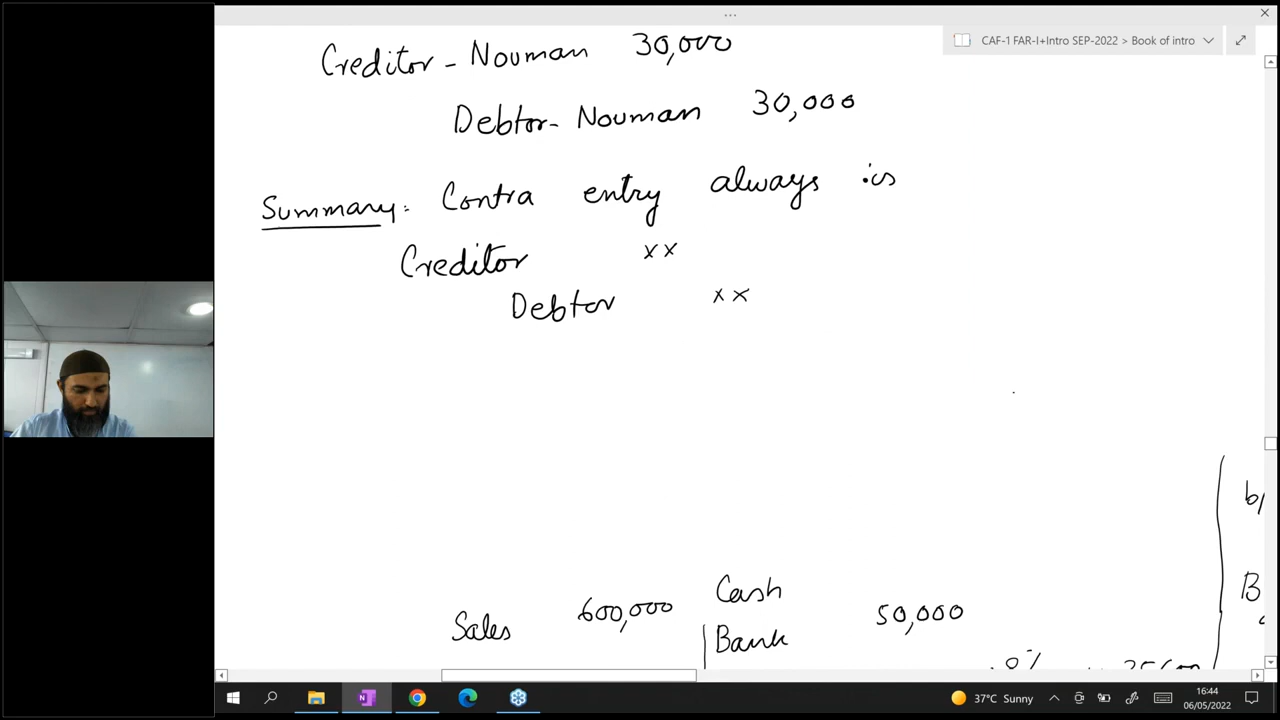 CAF-1 FAR-I+Intro SEP-2022 > Book of intro
Creditor - Nouman 30,000
Debtor- Nouman 30,000
Summary: Contra entry always is
Creditor xx
Debtor xx
b/
Cash
Sales 600,000
50,000
Bank
B
37°C Sunny
16:44
06/05/2022